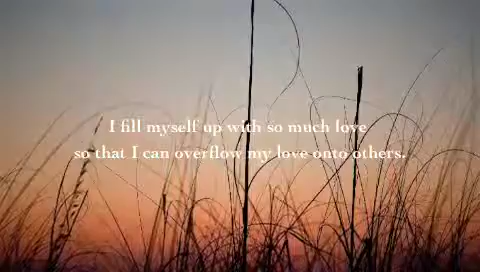 I fill myself up with so much love
so that I can overflow my love onto others.